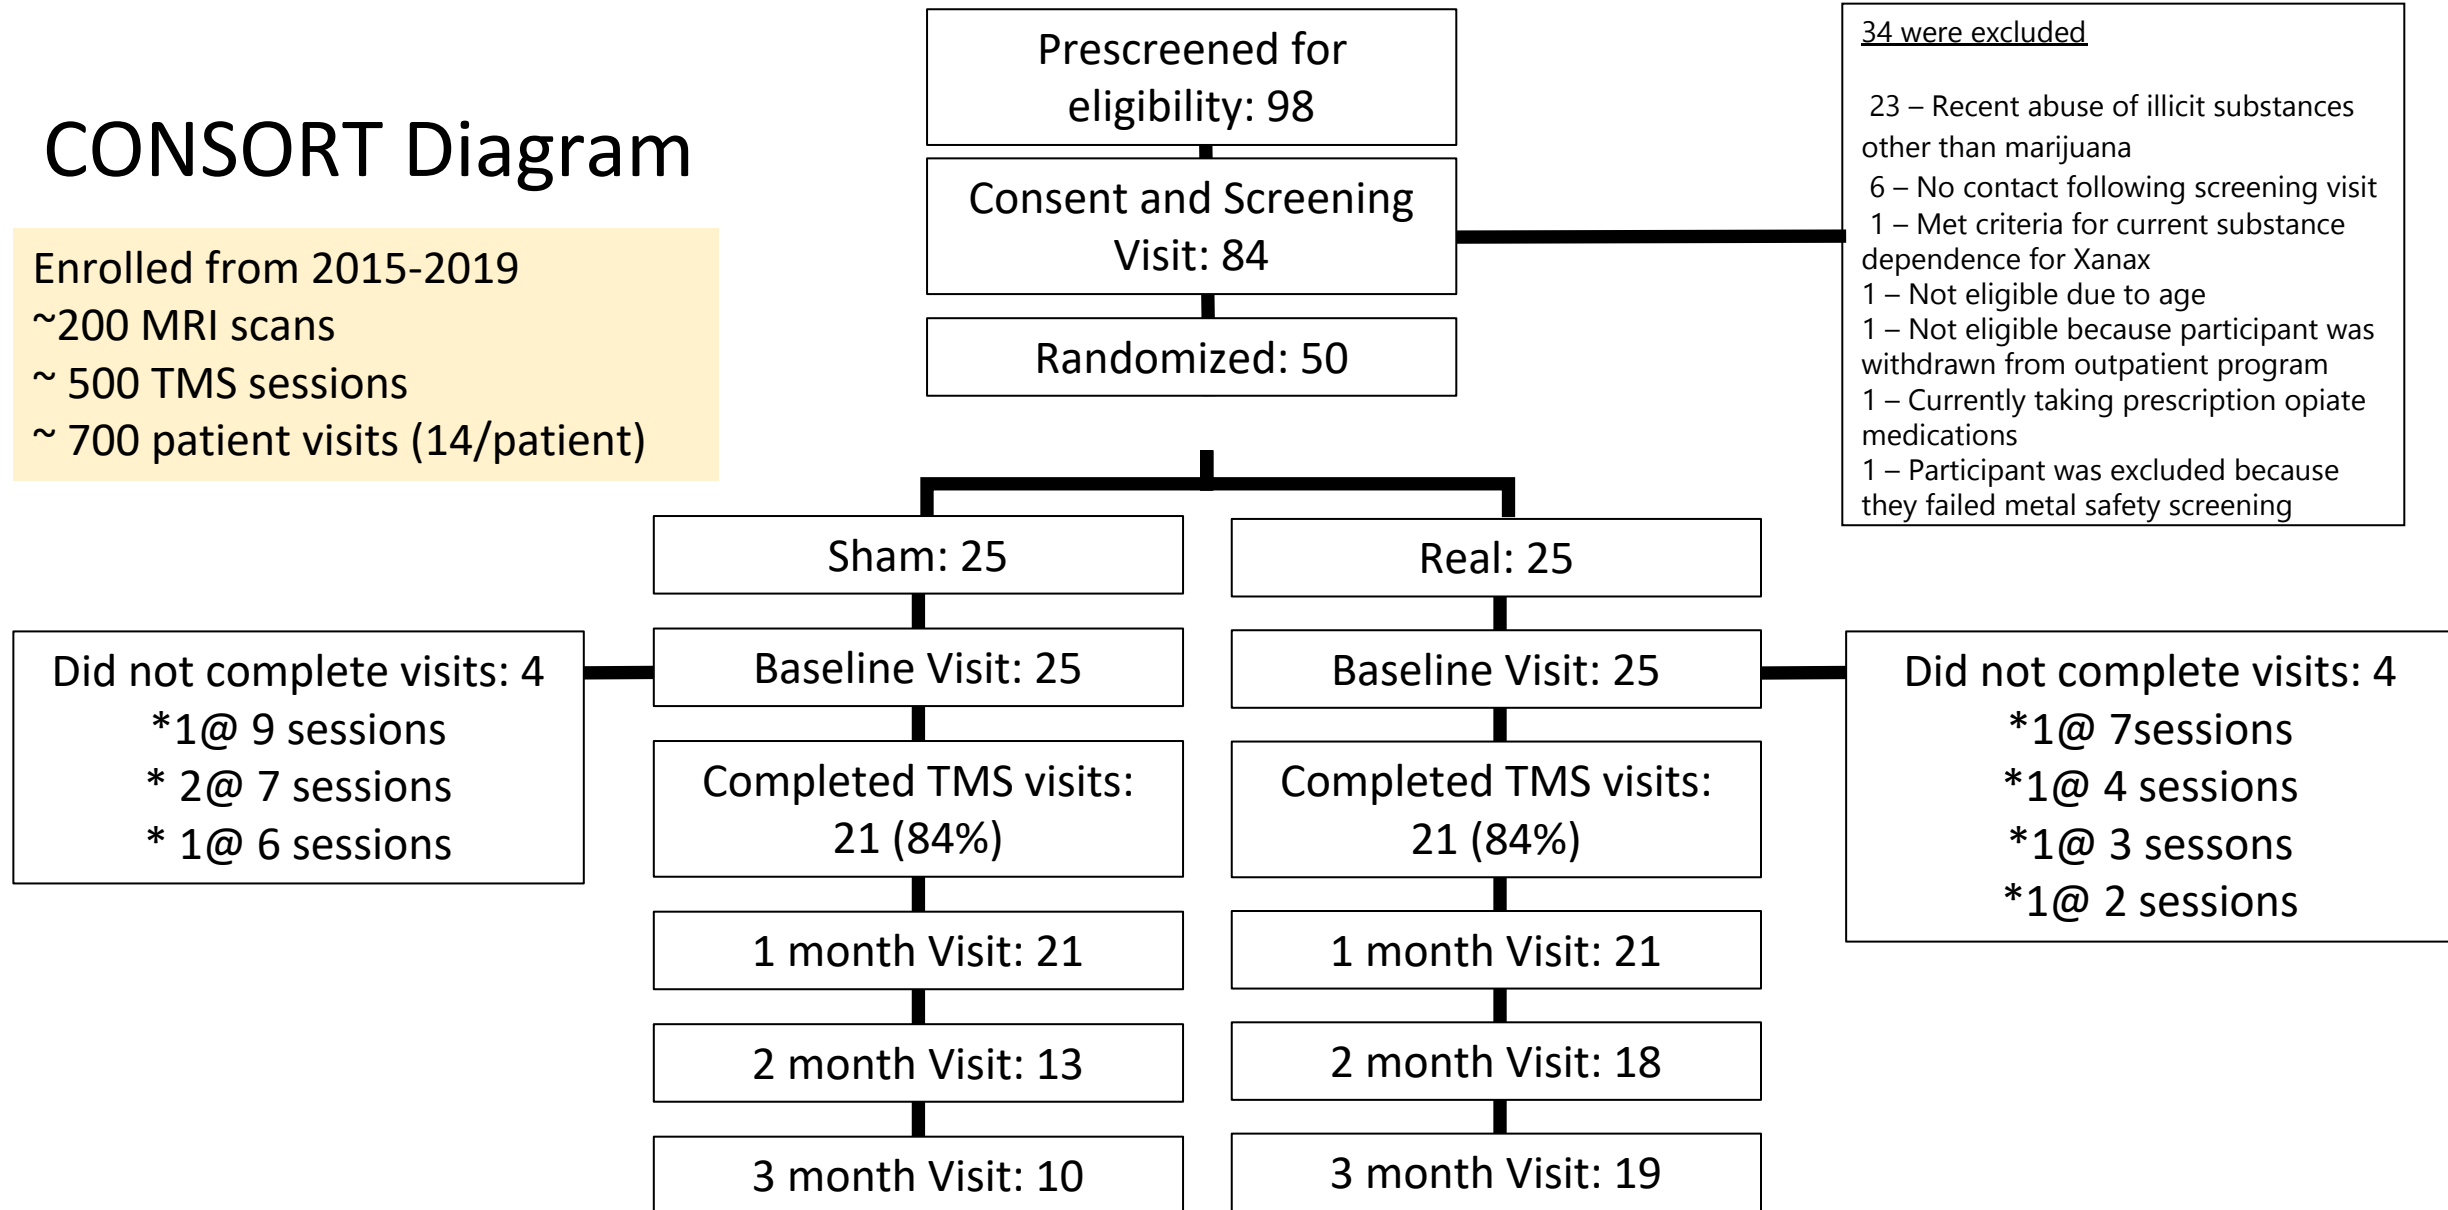 CONSORT Diagram
Enrolled from 2015-2019
~200 MRI scans
~ 500 TMS sessions
~ 700 patient visits (14/patient)
Prescreened for
eligibility: 98
Consent and Screening
Visit: 84
Randomized: 50
34 were excluded
23 – Recent abuse of illicit substances
other than marijuana
6 – No contact following screening visit
1 – Met criteria for current substance
dependence for Xanax
1 – Not eligible due to age
1 – Not eligible because participant was
withdrawn from outpatient program
1 – Currently taking prescription opiate
medications
1 – Participant was excluded because
they failed metal safety screening
Sham: 25
Real: 25
Did not complete visits: 4
*1@ 9 sessions
* 2@ 7 sessions
* 1@ 6 sessions
Baseline Visit: 25
Baseline Visit: 25
Did not complete visits: 4
*1@ 7sessions
*1@ 4 sessions
*1@ 3 sessons
*1@ 2 sessions
Completed TMS visits:
21 (84%)
Completed TMS visits:
21 (84%)
1 month Visit: 21
1 month Visit: 21
2 month Visit: 13
2 month Visit: 18
3 month Visit: 10
3 month Visit: 19